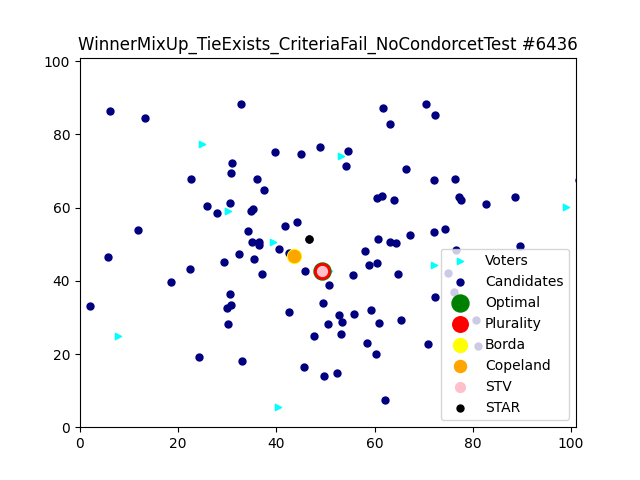 WinnerMixUp_TieExists_CriteriaFail_NoCondorcetTest #6436
100
80
60
40
20
0
0 20 40 60 80 100
Voters
Candidates
Optimal
Plurality
Borda
Copeland
STV
STAR